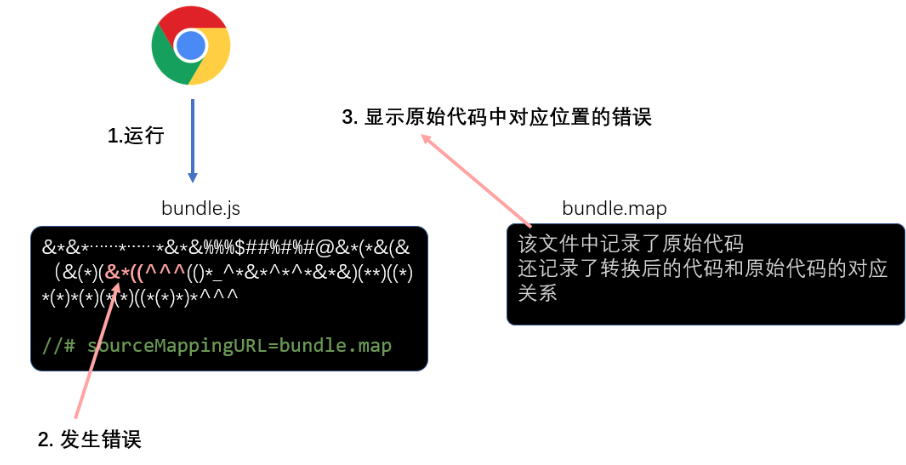 1.运行
3. 显示原始代码中对应位置的错误
bundle.js
bundle.map
&*&*······*······*&*&%%%$##%#%#@&*(*&(&
(&(*)(&*((^^^(()*_^*&*^*^*&*&)(**)((*)
*(*)*(*)(*(*)((*(*)*)*^^^
//# sourceMappingURL=bundle.map
该文件中记录了原始代码
还记录了转换后的代码和原始代码的对应
关系
2. 发生错误